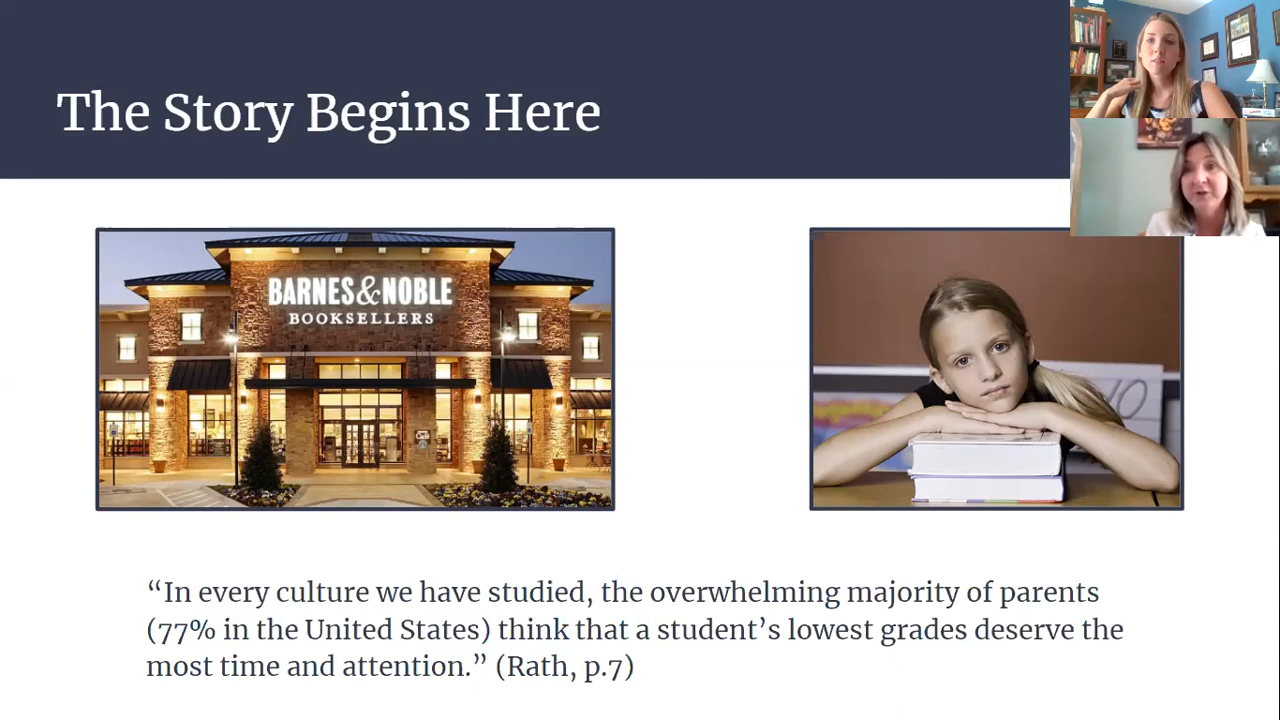 The Story Begins Here
BARNES&NOBLE
BOOKSELLERS
“In every culture we have studied, the overwhelming majority of parents
(77% in the United States) think that a student’s lowest grades deserve the
most time and attention.” (Rath, p.7)